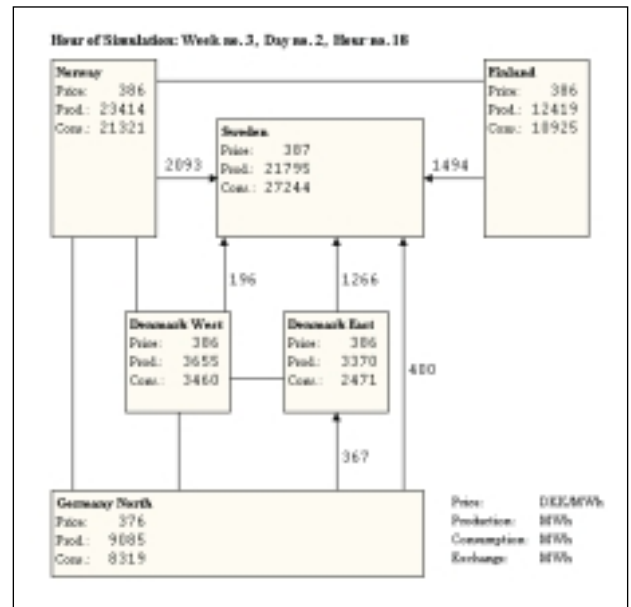 Hour of Simulation: Week no. 3, Day no. 2, Hour no. 18
Norway
Price: 386
Prod.: 23414
Cons.: 21321
Finland
Price: 386
Prod.: 12419
Cons.: 10925
Sweden
Price: 387
Prod.: 21795
Cons.: 27244
2093
1494
196
1266
Denmark West
Price: 386
Prod.: 3655
Cons.: 3460
Denmark East
Price: 386
Prod.: 3370
Cons.: 2471
400
367
Germany North
Price: 376
Prod.: 9085
Cons.: 8319
Price: DKK/MWh
Production: MWh
Consumption: MWh
Exchange: MWh